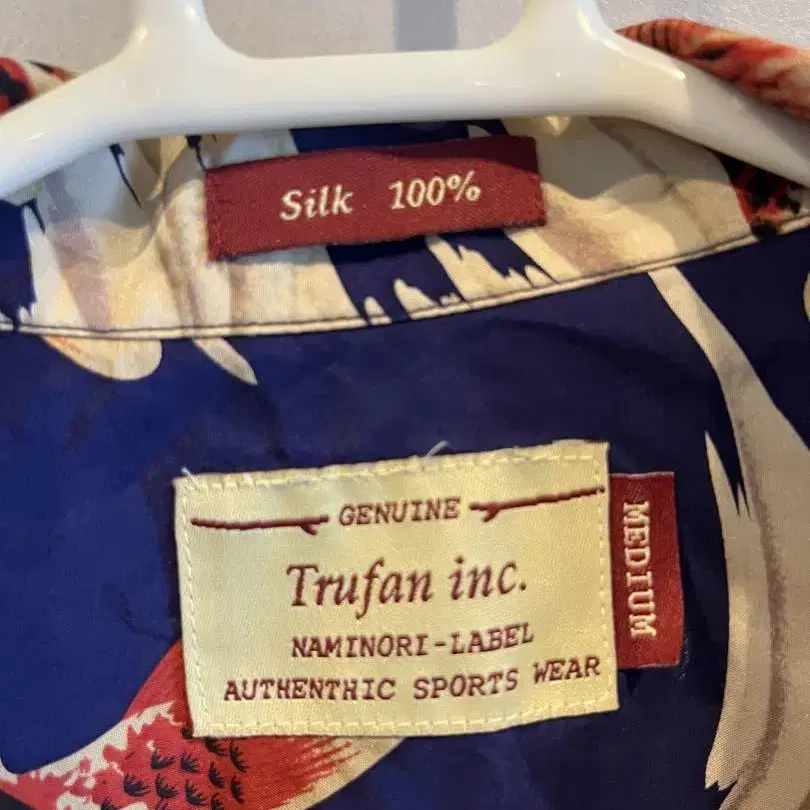 Silk 100%
GENUINE
Trufan inc.
NAMINORI-LABEL
AUTHENTHIC SPORTS WEAR
MEDIUM